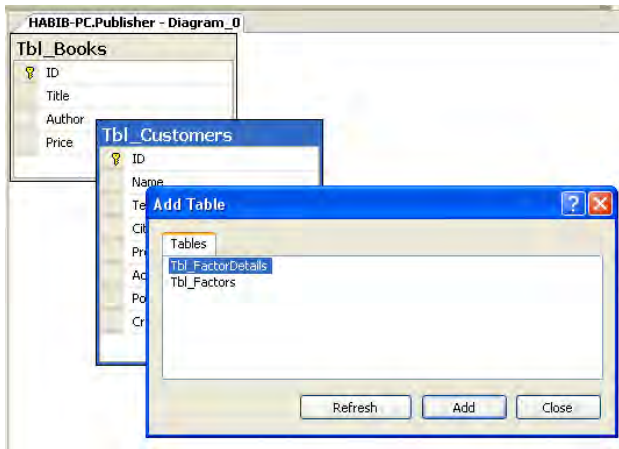 HABIB-PC.Publisher - Diagram_0
Tbl_Books
ID
Title
Author
Price
Tbl_Customers
ID
Name
Add Table
Tables
Tbl_FactorDetails
Tbl_Factors
Refresh
Add
Close